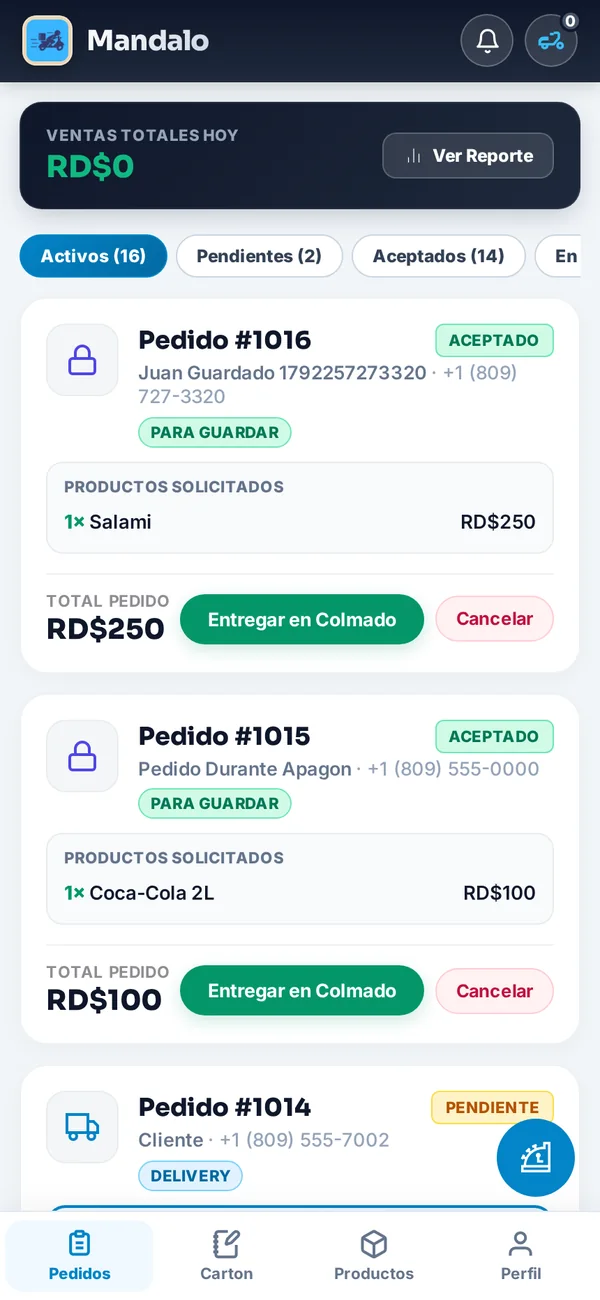 Mandalo
0
VENTAS TOTALES HOY
RD$0
Ver Reporte
Activos (16)
Pendientes (2)
Aceptados (14)
En
Pedido #1016
ACEPTADO
Juan Guardado 1792257273320 · +1 (809)
727-3320
PARA GUARDAR
PRODUCTOS SOLICITADOS
1× Salami RD$250
TOTAL PEDIDO
RD$250
Entregar en Colmado
Cancelar
Pedido #1015
ACEPTADO
Pedido Durante Apagon · +1 (809) 555-0000
PARA GUARDAR
PRODUCTOS SOLICITADOS
1× Coca-Cola 2L RD$100
TOTAL PEDIDO
RD$100
Entregar en Colmado
Cancelar
Pedido #1014
PENDIENTE
Cliente · +1 (809) 555-7002
DELIVERY
Pedidos
Carton
Productos
Perfil